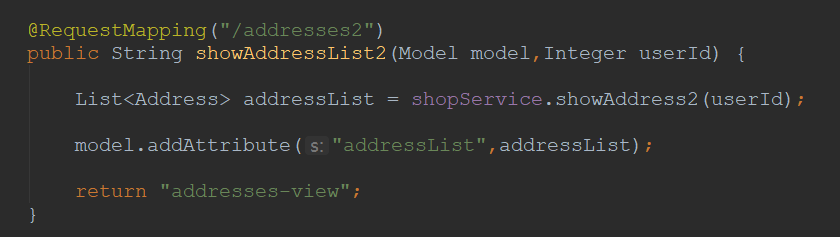 @RequestMapping("/addresses2")
public String showAddressList2(Model model,Integer userId) {
List<Address> addressList = shopService.showAddress2(userId);
model.addAttribute( s: "addressList",addressList);
return "addresses-view";
}